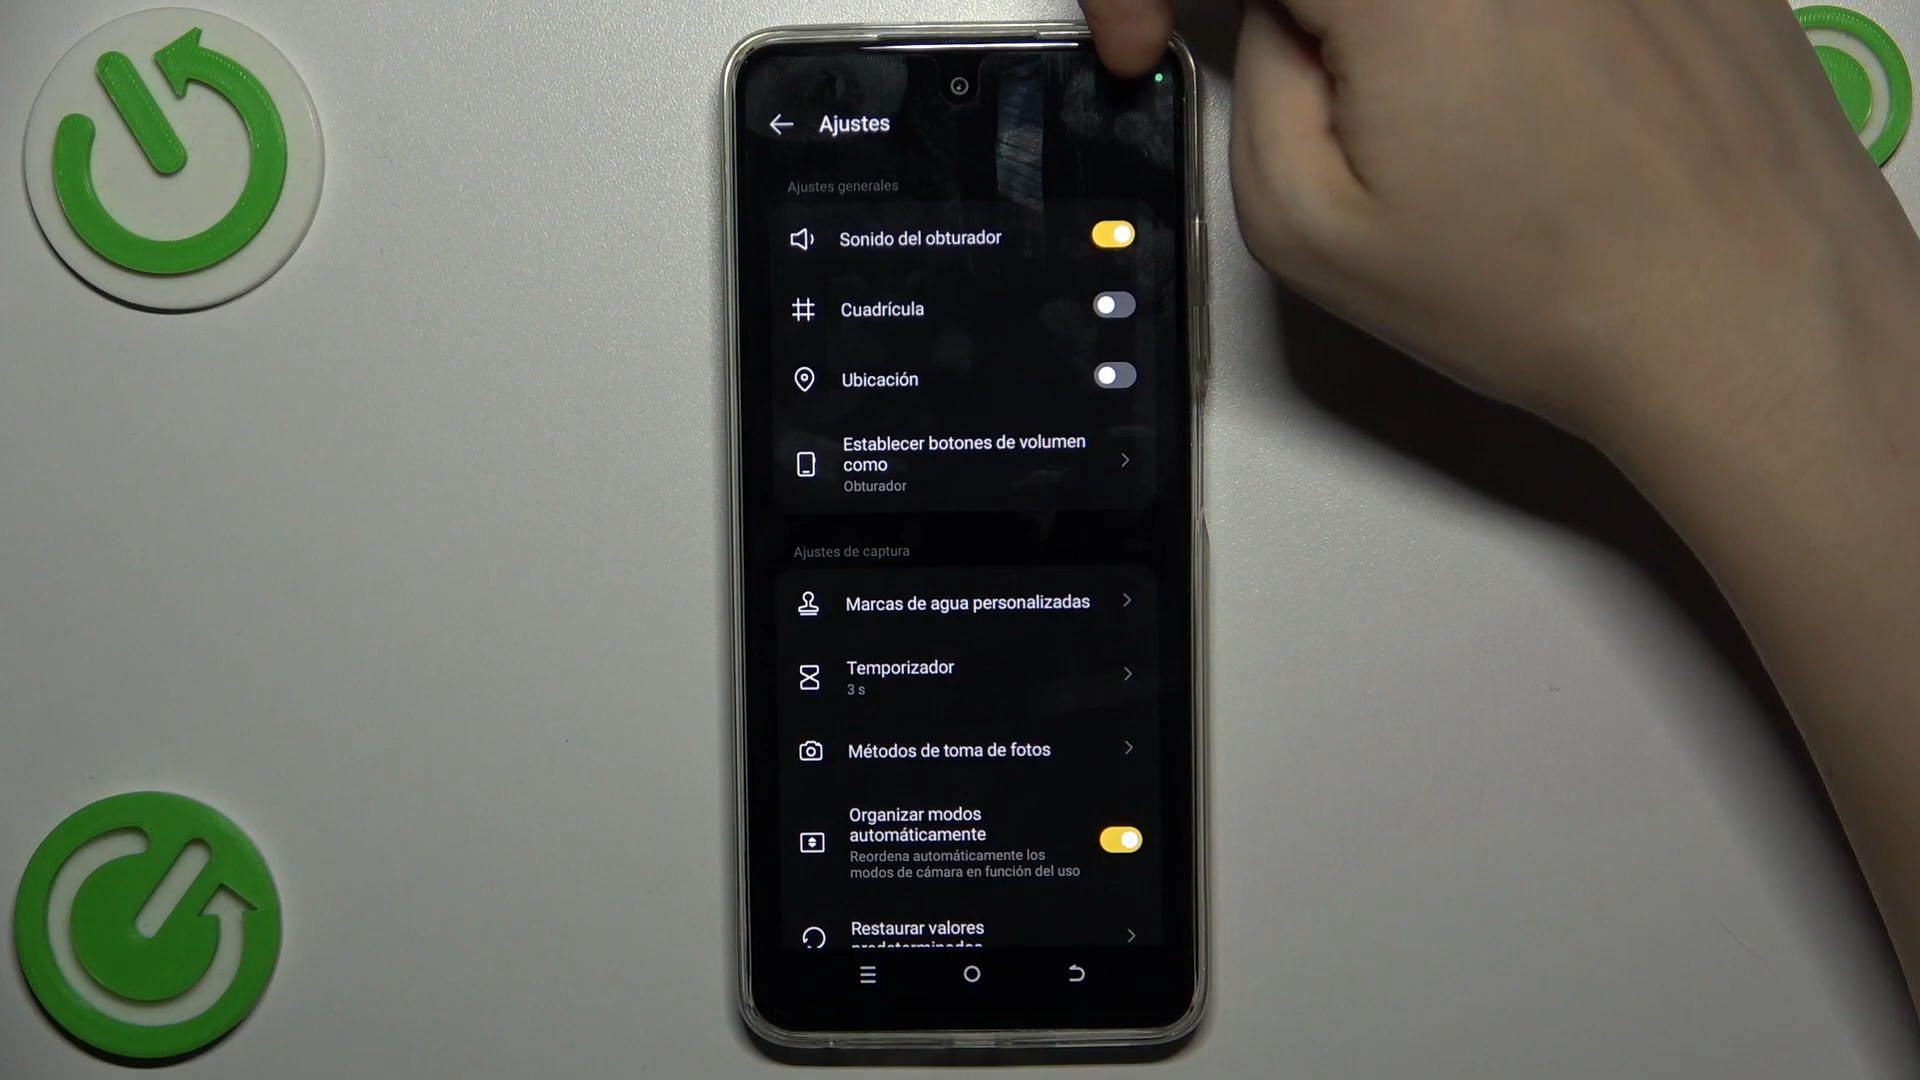 Ajustes
Ajustes generales
Sonido del obturador
Cuadrícula
Ubicación
Establecer botones de volumen
como
Obturador
Ajustes de captura
Marcas de agua personalizadas
Temporizador
3 s
Métodos de toma de fotos
Organizar modos
automáticamente
Reordena automáticamente los
modos de cámara en función del uso
Restaurar valores
predeterminados